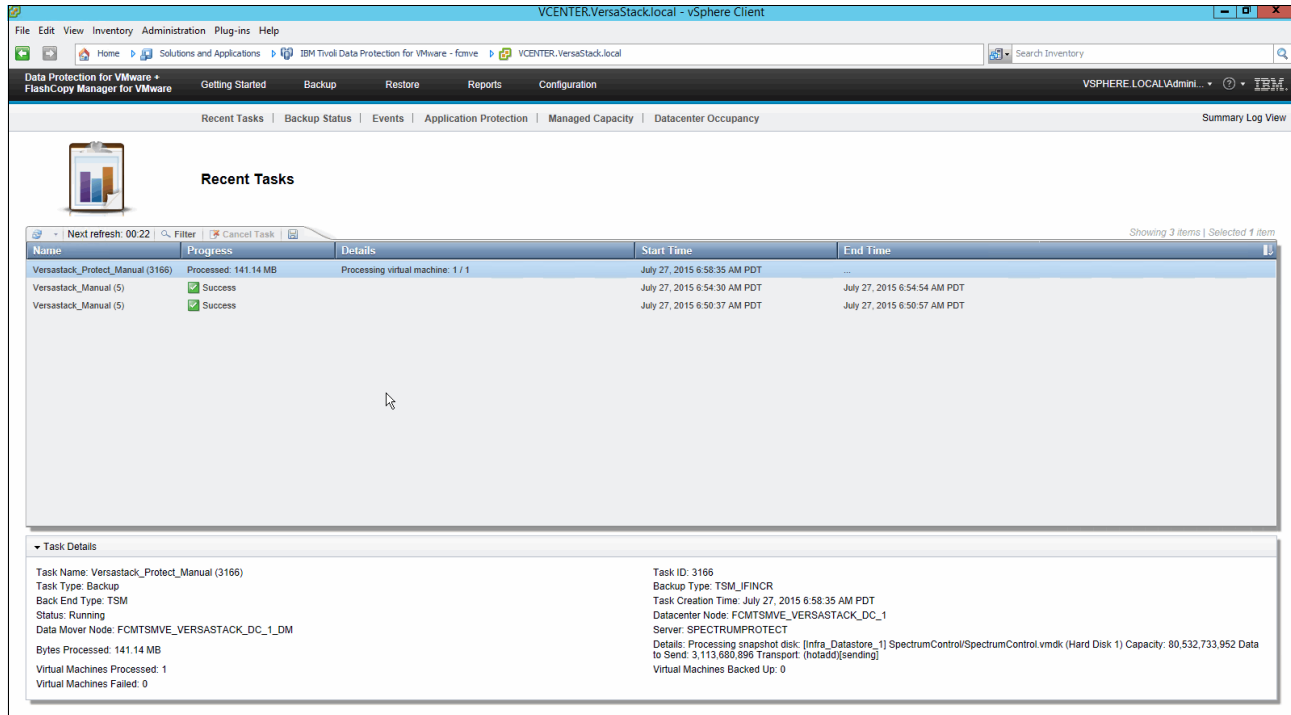 VCENTER.VersaStack.local - vSphere Client
File Edit View Inventory Administration Plug-ins Help
Home Solutions and Applications IBM Tivoli Data Protection for VMware - fcmve VCENTER.VersaStack.local Search Inventory
Data Protection for VMware +
FlashCopy Manager for VMware
Getting Started Backup Restore Reports Configuration VSPHERE.LOCAL\Admini... IBM.
Recent Tasks | Backup Status | Events | Application Protection | Managed Capacity | Datacenter Occupancy Summary Log View
Recent Tasks
Next refresh: 00:22 Filter Cancel Task Showing 3 items | Selected 1 item
Name Progress Details Start Time End Time
Versastack_Protect_Manual (3166) Processed: 141.14 MB Processing virtual machine: 1 / 1 July 27, 2015 6:58:35 AM PDT ...
Versastack_Manual (5) Success July 27, 2015 6:54:30 AM PDT July 27, 2015 6:54:54 AM PDT
Versastack_Manual (5) Success July 27, 2015 6:50:37 AM PDT July 27, 2015 6:50:57 AM PDT
Task Details
Task Name: Versastack_Protect_Manual (3166)
Task Type: Backup
Back End Type: TSM
Status: Running
Data Mover Node: FCMTSMVE_VERSASTACK_DC_1_DM
Bytes Processed: 141.14 MB
Virtual Machines Processed: 1
Virtual Machines Failed: 0
Task ID: 3166
Backup Type: TSM_IFINCR
Task Creation Time: July 27, 2015 6:58:35 AM PDT
Datacenter Node: FCMTSMVE_VERSASTACK_DC_1
Server: SPECTRUMPROTECT
Details: Processing snapshot disk: [Infra_Datastore_1] SpectrumControl/SpectrumControl.vmdk (Hard Disk 1) Capacity: 80,532,733,952 Data
to Send: 3,113,680,896 Transport: (hotadd)[sending]
Virtual Machines Backed Up: 0